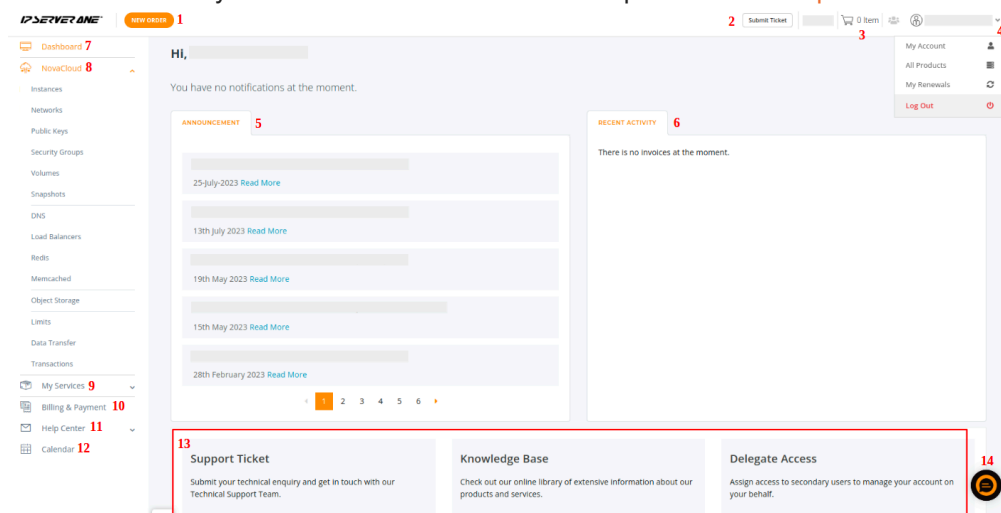 IP SERVER ONE NEW ORDER 1 2 Submit Ticket 0 item 3 4
Dashboard 7
NovaCloud 8
Instances
Networks
Public Keys
Security Groups
Volumes
Snapshots
DNS
Load Balancers
Redis
Memcached
Object Storage
Limits
Data Transfer
Transactions
My Services 9
Billing & Payment 10
Help Center 11
Calendar 12
Hi,
You have no notifications at the moment.
ANNOUNCEMENT 5
25-July-2023 Read More
13th July 2023 Read More
19th May 2023 Read More
15th May 2023 Read More
28th February 2023 Read More
1 2 3 4 5 6
RECENT ACTIVITY 6
There is no invoices at the moment.
My Account
All Products
My Renewals
Log Out
13
Support Ticket
Submit your technical enquiry and get in touch with our
Technical Support Team.
Knowledge Base
Check out our online library of extensive information about our
products and services.
Delegate Access
Assign access to secondary users to manage your account on
your behalf.
14